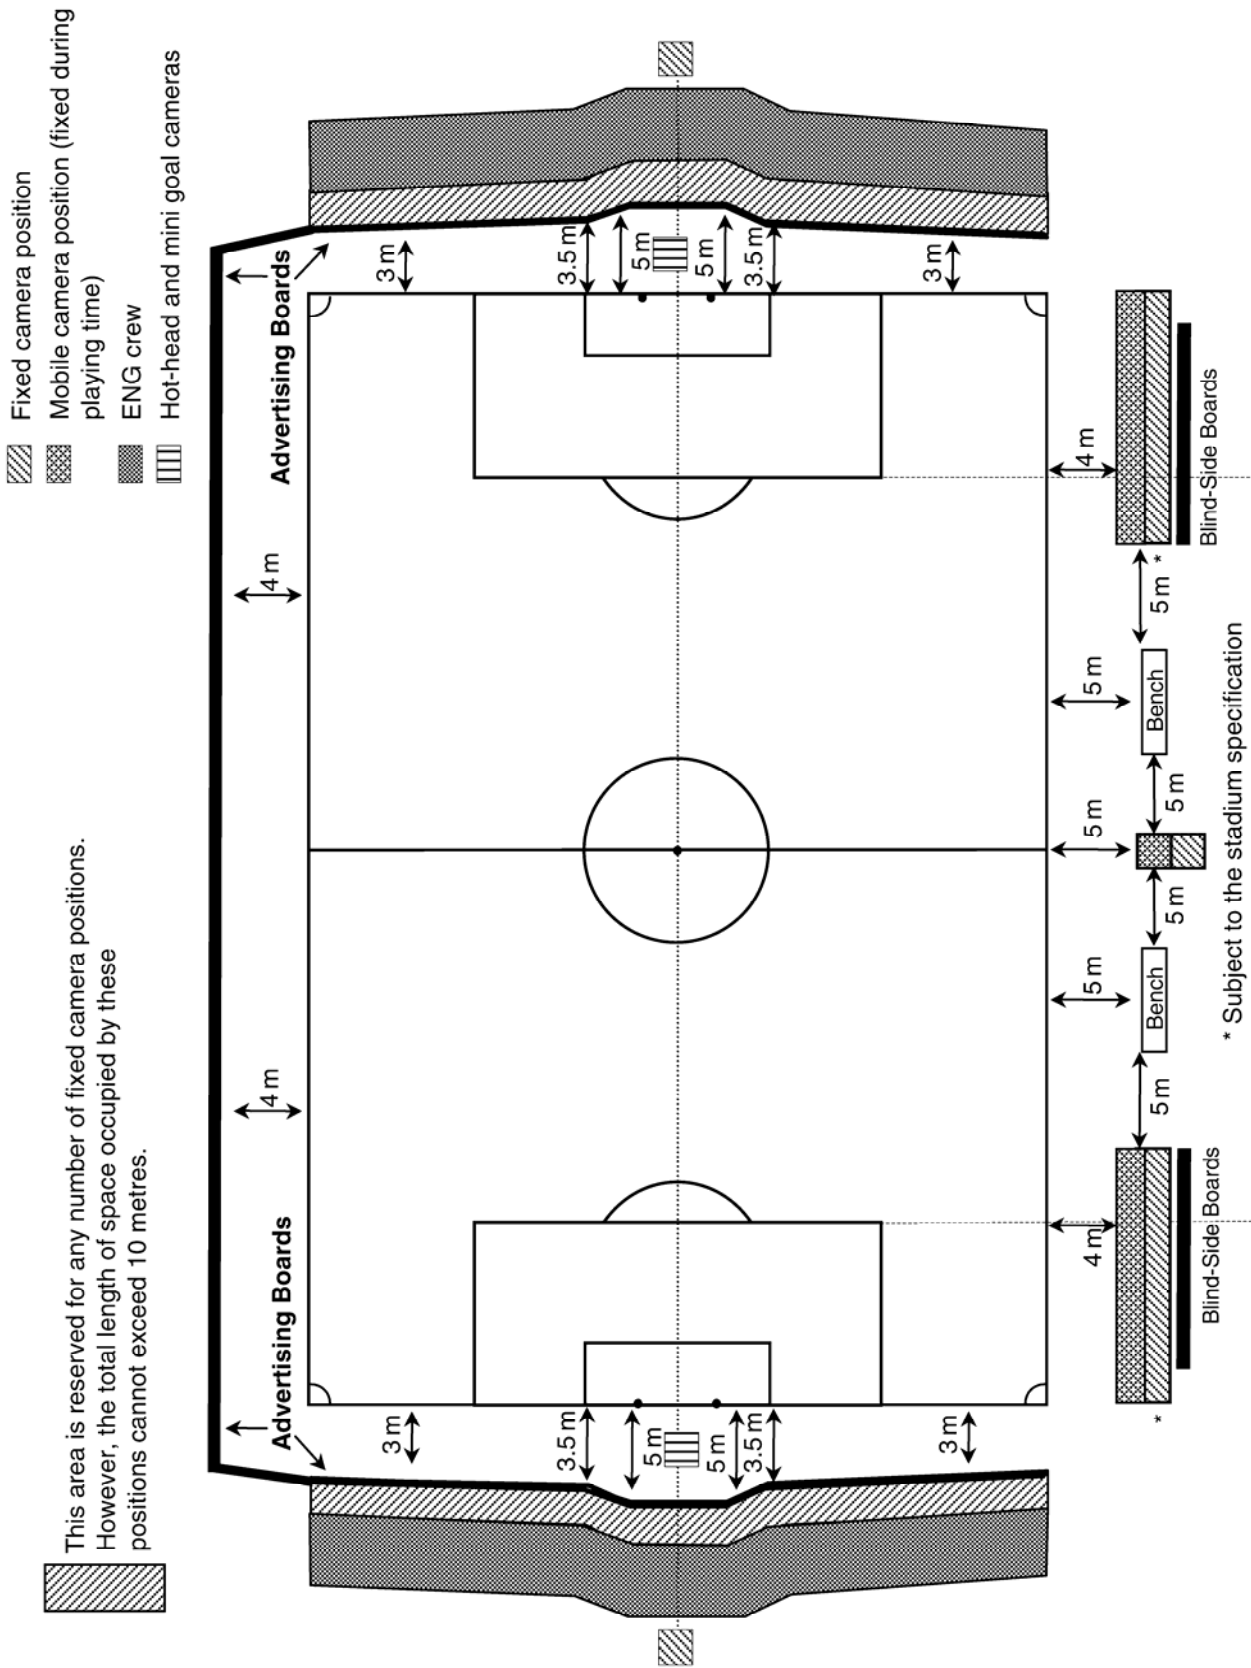 This area is reserved for any number of fixed camera positions.
However, the total length of space occupied by these
positions cannot exceed 10 metres.
Fixed camera position
Mobile camera position (fixed during
playing time)
ENG crew
Hot-head and mini goal cameras
4 m
4 m
Advertising Boards
Advertising Boards
3 m
3 m
3.5 m
3.5 m
5 m
5 m
5 m
5 m
3.5 m
3.5 m
3 m
3 m
4 m
5 m
5 m
5 m
4 m
*
5 m
Bench
5 m
5 m
Bench
5 m
*
Blind-Side Boards
Blind-Side Boards
* Subject to the stadium specification